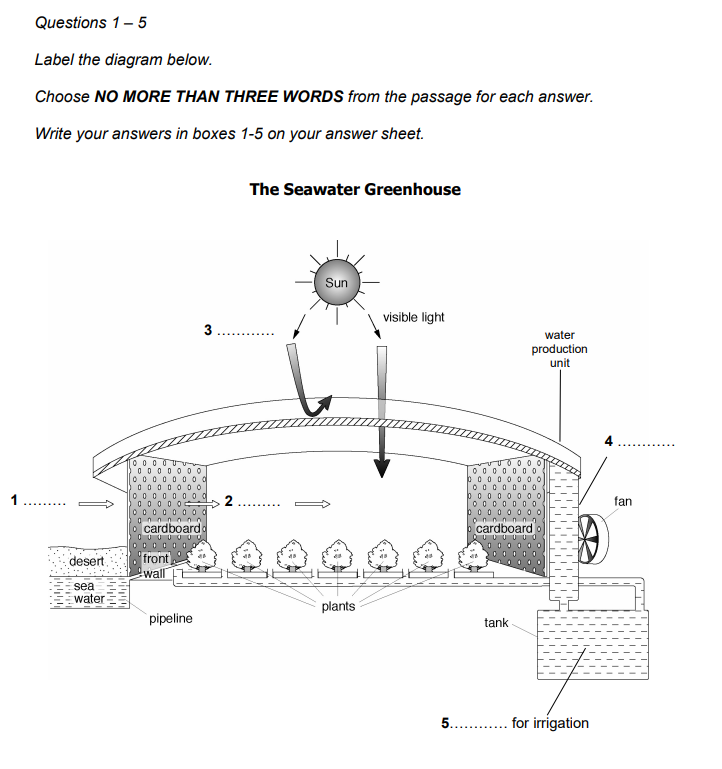 Questions 1 – 5
Label the diagram below.
Choose NO MORE THAN THREE WORDS from the passage for each answer.
Write your answers in boxes 1-5 on your answer sheet.
The Seawater Greenhouse
Sun
visible light
3 ............
water
production
unit
4 ............
1 .........
2 .........
fan
cardboard
cardboard
desert
front
wall
sea
water
plants
pipeline
tank
5............ for irrigation